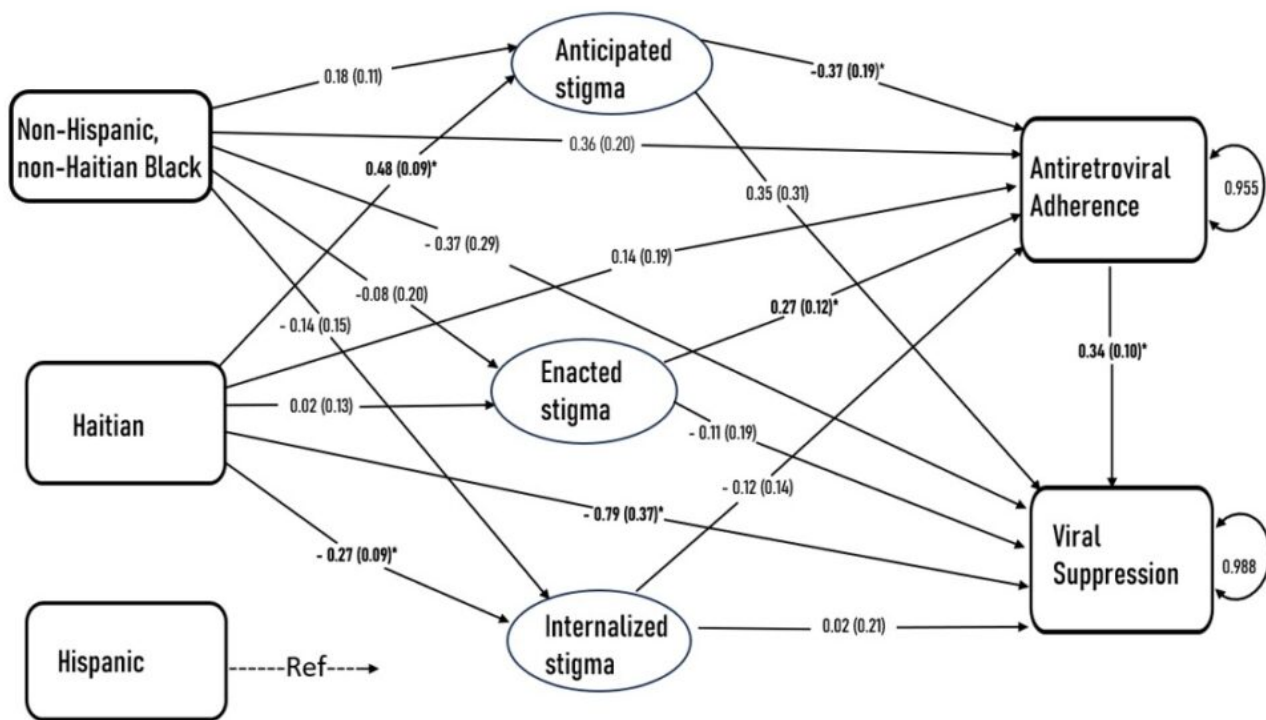 Anticipated
stigma
0.18 (0.11)
-0.37 (0.19)*
Non-Hispanic,
non-Haitian Black
0.36 (0.20)
Antiretroviral
Adherence
0.955
0.48 (0.09)*
0.35 (0.31)
- 0.37 (0.29)
0.14 (0.19)
-0.08 (0.20)
0.27 (0.12)*
- 0.14 (0.15)
0.34 (0.10)*
Haitian
0.02 (0.13)
Enacted
stigma
- 0.11 (0.19)
- 0.12 (0.14)
- 0.79 (0.37)*
Viral
Suppression
0.988
- 0.27 (0.09)*
Internalized
stigma
0.02 (0.21)
Hispanic
Ref